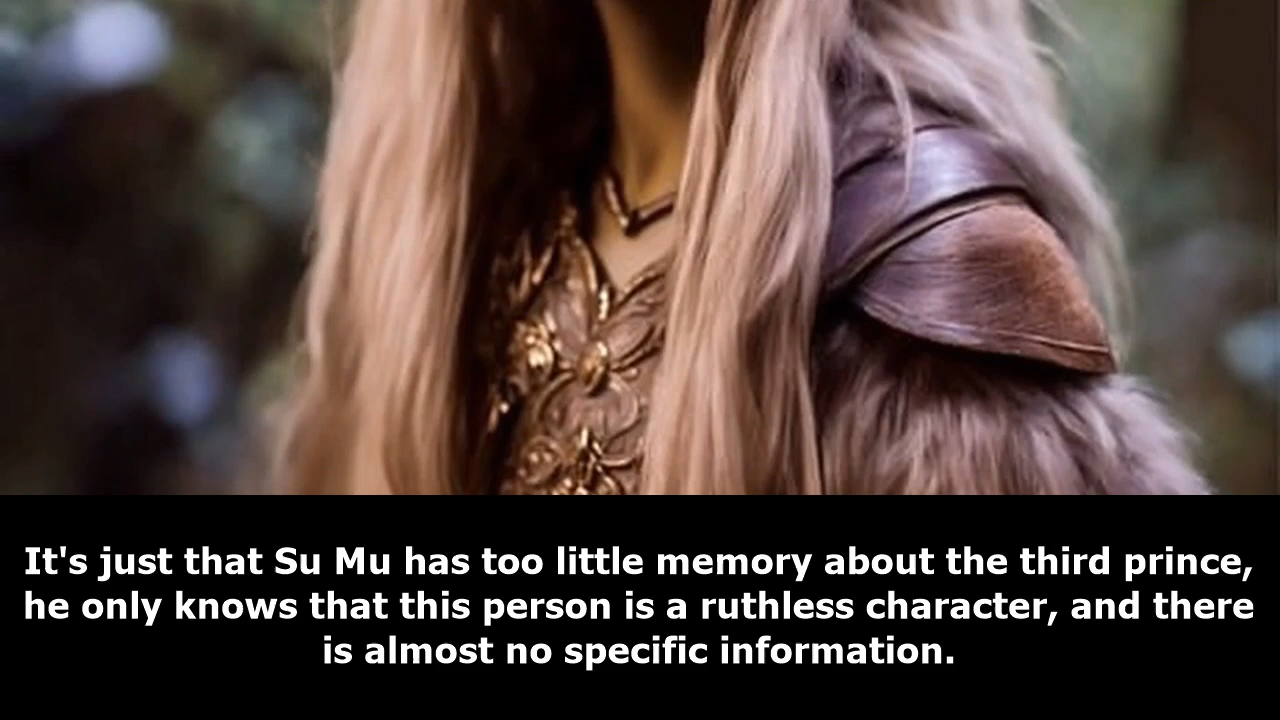 It's just that Su Mu has too little memory about the third prince,
he only knows that this person is a ruthless character, and there
is almost no specific information.